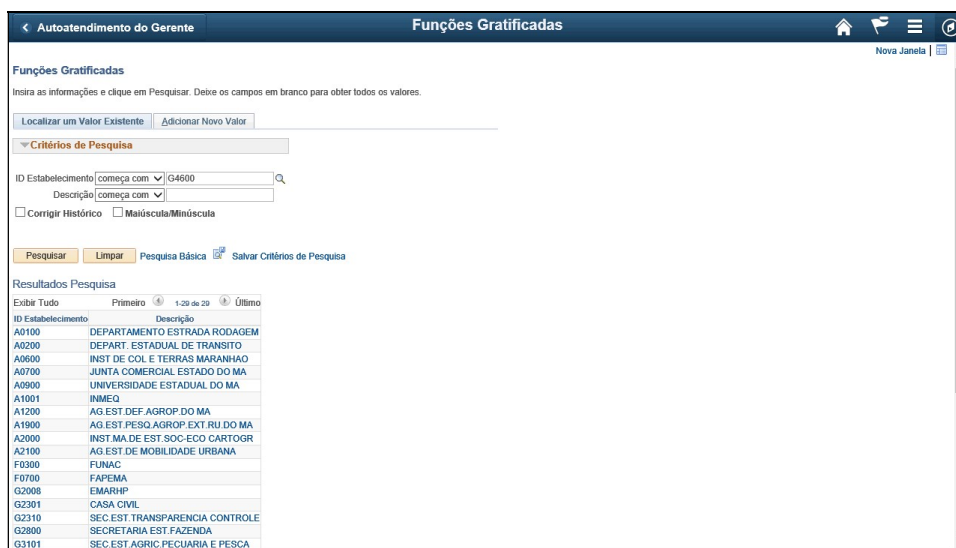 Autoatendimento do Gerente Funções Gratificadas
Nova Janela |
Funções Gratificadas
Insira as informações e clique em Pesquisar. Deixe os campos em branco para obter todos os valores.
Localizar um Valor Existente Adicionar Novo Valor
Critérios de Pesquisa
ID Estabelecimento começa com G4600
Descrição começa com
Corrigir Histórico Maiúscula/Minúscula
Pesquisar Limpar Pesquisa Básica Salvar Critérios de Pesquisa
Resultados Pesquisa
Exibir Tudo Primeiro 1-29 de 29 Último
ID Estabelecimento Descrição
A0100 DEPARTAMENTO ESTRADA RODAGEM
A0200 DEPART. ESTADUAL DE TRANSITO
A0600 INST DE COL E TERRAS MARANHAO
A0700 JUNTA COMERCIAL ESTADO DO MA
A0900 UNIVERSIDADE ESTADUAL DO MA
A1001 INMEQ
A1200 AG.EST.DEF.AGROP.DO MA
A1900 AG.EST.PESQ.AGROP.EXT.RU.DO MA
A2000 INST.MA.DE EST.SOC-ECO CARTOGR
A2100 AG.EST.DE MOBILIDADE URBANA
F0300 FUNAC
F0700 FAPEMA
G2008 EMARHP
G2301 CASA CIVIL
G2310 SEC.EST.TRANSPARENCIA CONTROLE
G2800 SECRETARIA EST.FAZENDA
G3101 SEC.EST.AGRIC.PECUARIA E PESCA